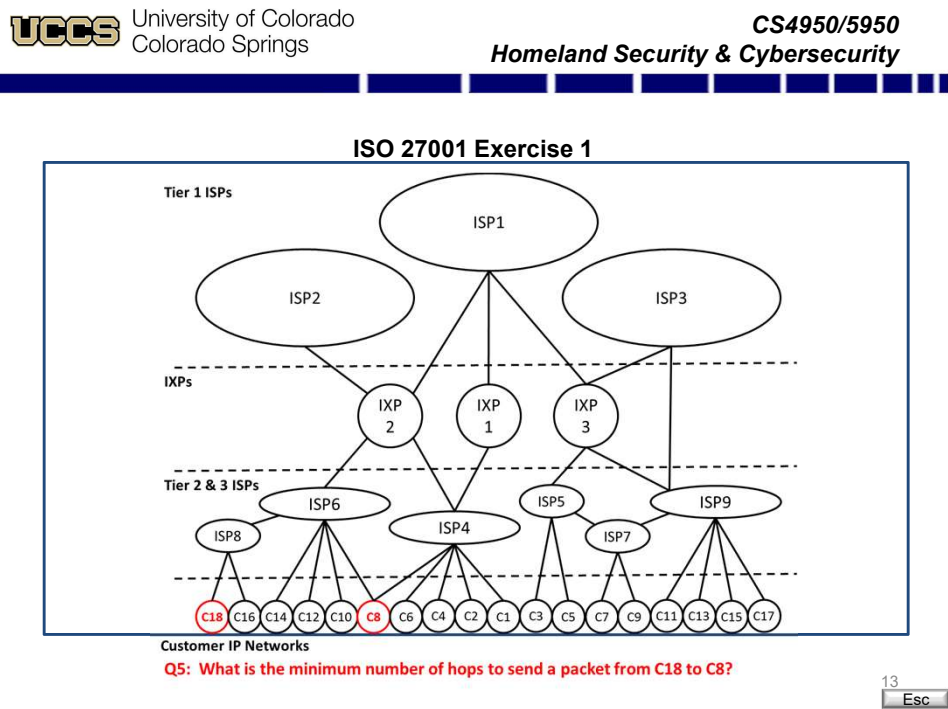 UCCS
University of Colorado
Colorado Springs
CS4950/5950
Homeland Security & Cybersecurity
ISO 27001 Exercise 1
Tier 1 ISPs
ISP1
ISP2
ISP3
IXPs
IXP
2
IXP
1
IXP
3
Tier 2 & 3 ISPs
ISP6
ISP5
ISP9
ISP8
ISP4
ISP7
C18 C16 C14 C12 C10 C8 C6 C4 C2 C1 C3 C5 C7 C9 C11 C13 C15 C17
Customer IP Networks
Q5: What is the minimum number of hops to send a packet from C18 to C8?
13
Esc